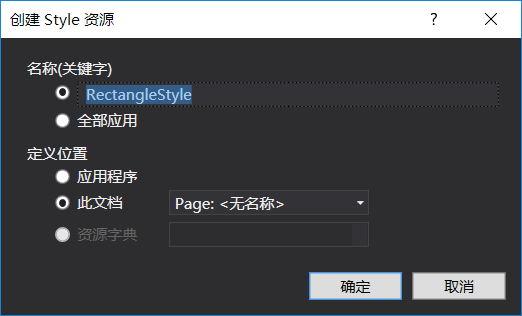 创建 Style 资源
?
名称(关键字)
RectangleStyle
全部应用
定义位置
应用程序
此文档
Page: <无名称>
资源字典
确定
取消